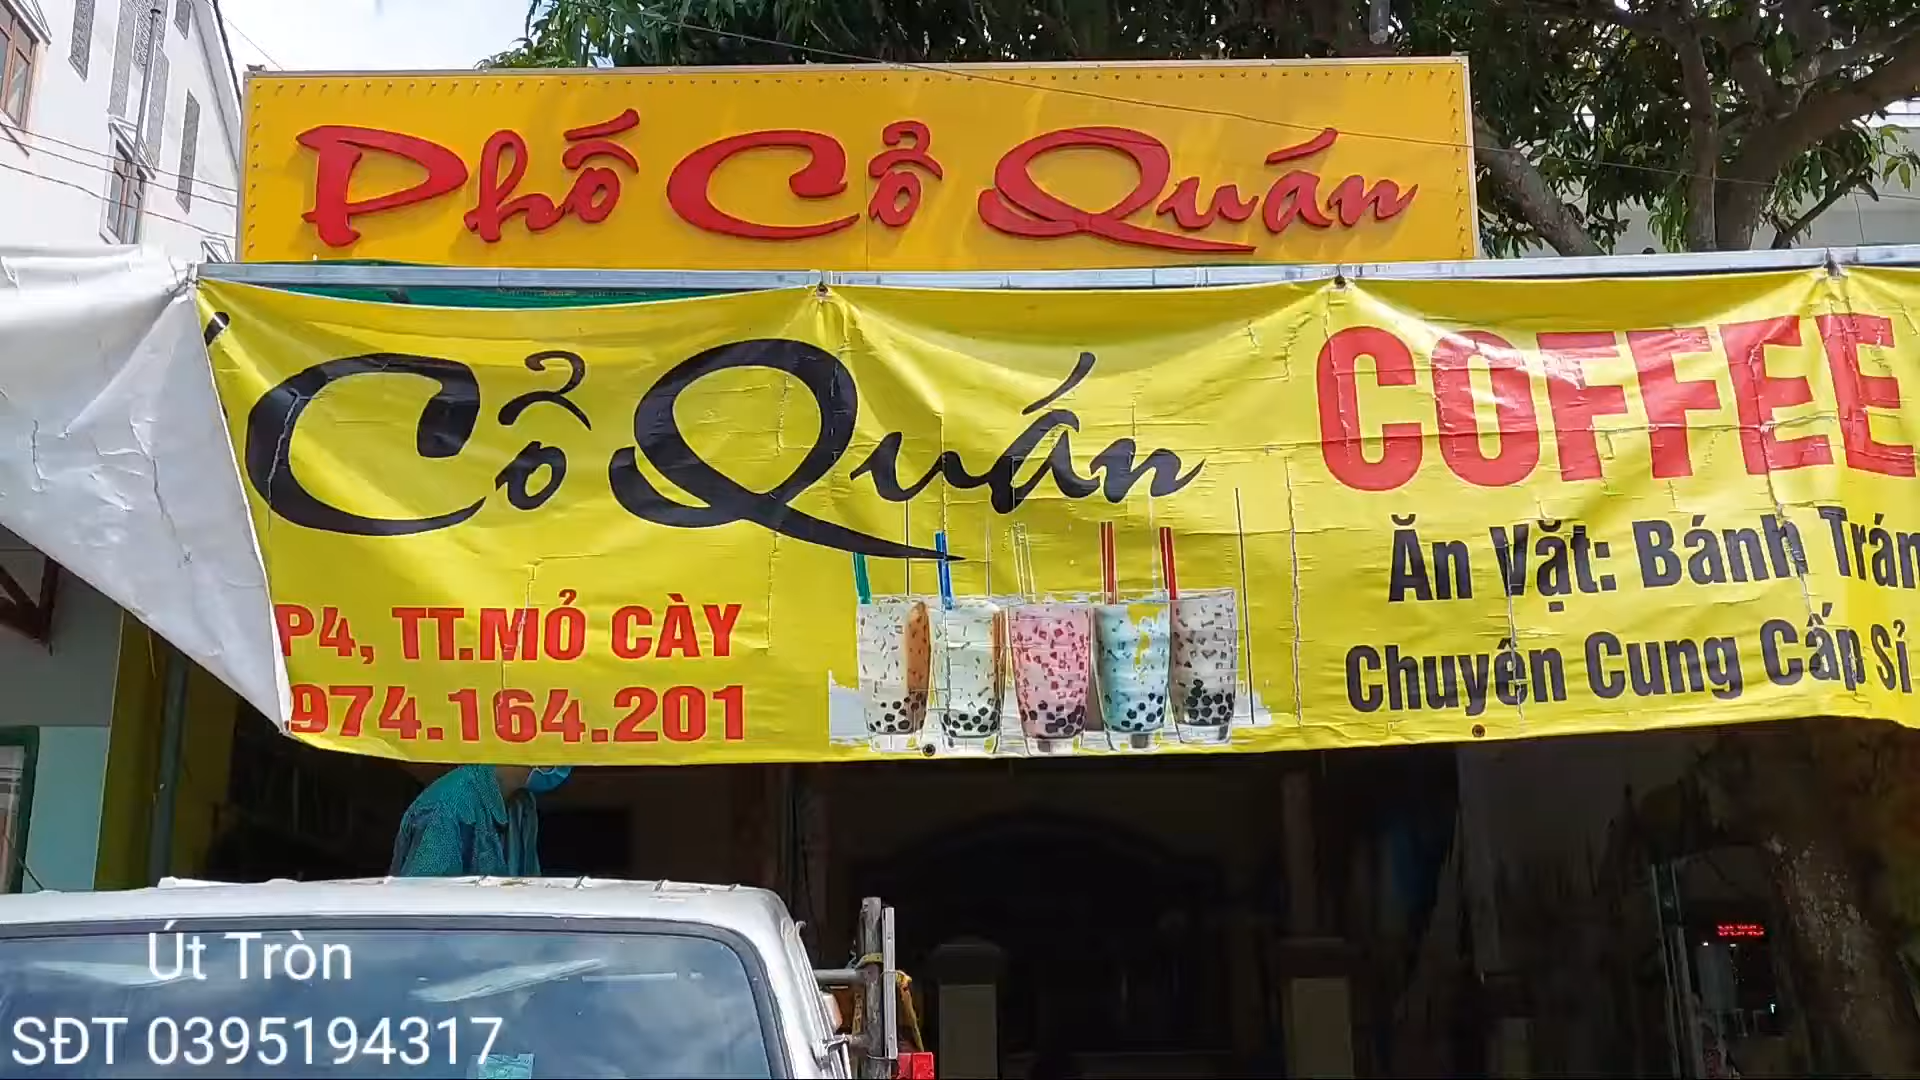 Phố Cổ Quán
Cổ Quán
COFFEE
Ăn Vặt: Bánh
Chuyên Cung Cấp Sỉ
P4, TT.MỎ CÀY
974.164.201
Út Tròn
SĐT 0395194317